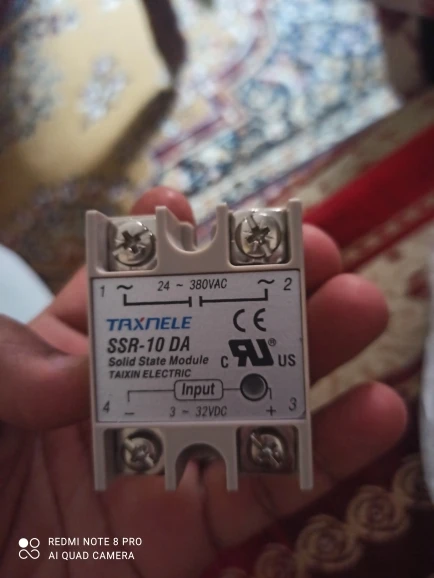 1 ~ 24 ~ 380VAC ~ 2
TAXNELE CE
SSR-10 DA
Solid State Module
C RU® US
TAIXIN ELECTRIC
Input
4 − 3 ~ 32VDC + 3
REDMI NOTE 8 PRO
AI QUAD CAMERA